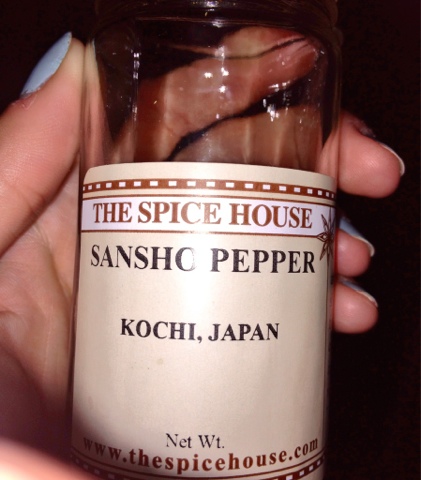 THE SPICE HOUSE
SANSHO PEPPER
KOCHI, JAPAN
Net Wt.
www.thespicehouse.com